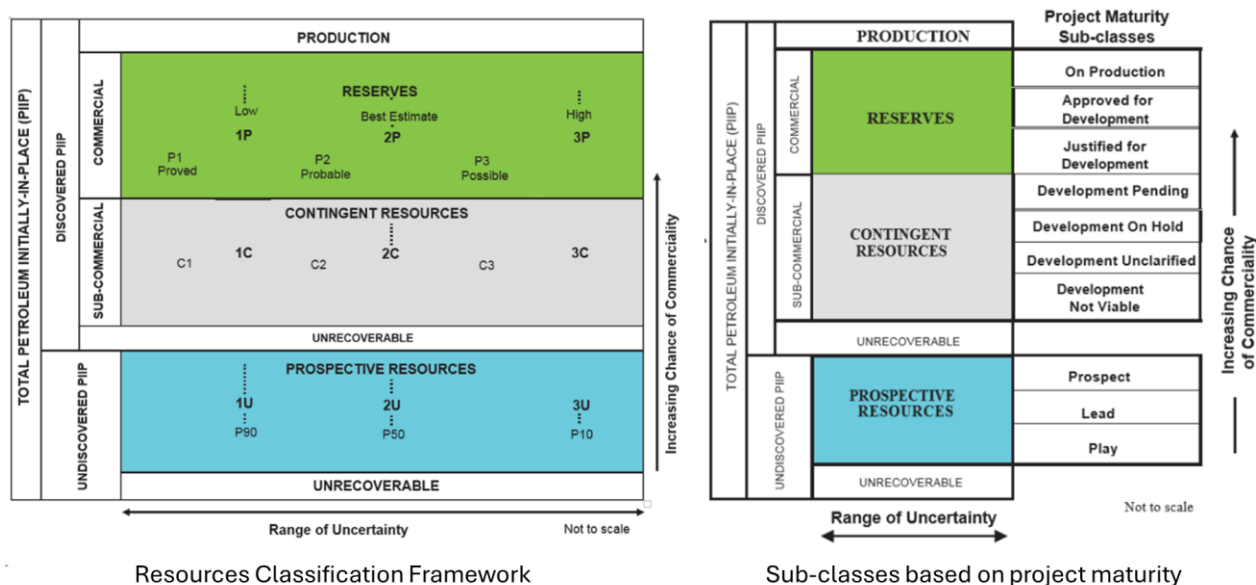 PRODUCTION
TOTAL PETROLEUM INITIALLY-IN-PLACE (PIIP)
DISCOVERED PIIP
COMMERCIAL
RESERVES
Low
Best Estimate
High
1P
2P
3P
P1
Proved
P2
Probable
P3
Possible
SUB-COMMERCIAL
CONTINGENT RESOURCES
1C
2C
3C
C1
C2
C3
UNRECOVERABLE
UNDISCOVERED PIIP
PROSPECTIVE RESOURCES
1U
2U
3U
P90
P50
P10
UNRECOVERABLE
Increasing Chance of Commerciality
Range of Uncertainty
Not to scale
Resources Classification Framework
Project Maturity
Sub-classes
PRODUCTION
TOTAL PETROLEUM INITIALLY-IN-PLACE (PIIP)
DISCOVERED PIIP
COMMERCIAL
RESERVES
On Production
Approved for
Development
Justified for
Development
SUB-COMMERCIAL
CONTINGENT
RESOURCES
Development Pending
Development On Hold
Development Unclarified
Development
Not Viable
UNRECOVERABLE
UNDISCOVERED PIIP
PROSPECTIVE
RESOURCES
Prospect
Lead
Play
UNRECOVERABLE
Increasing Chance
of Commerciality
Range of Uncertainty
Not to scale
Sub-classes based on project maturity